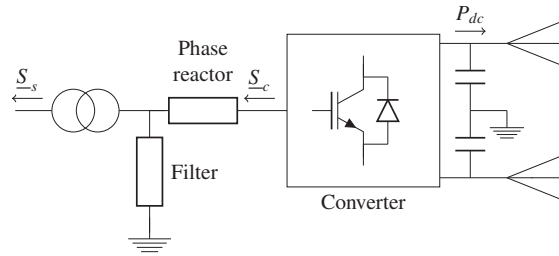 P_dc
Phase
reactor
S_s
S_c
Filter
Converter